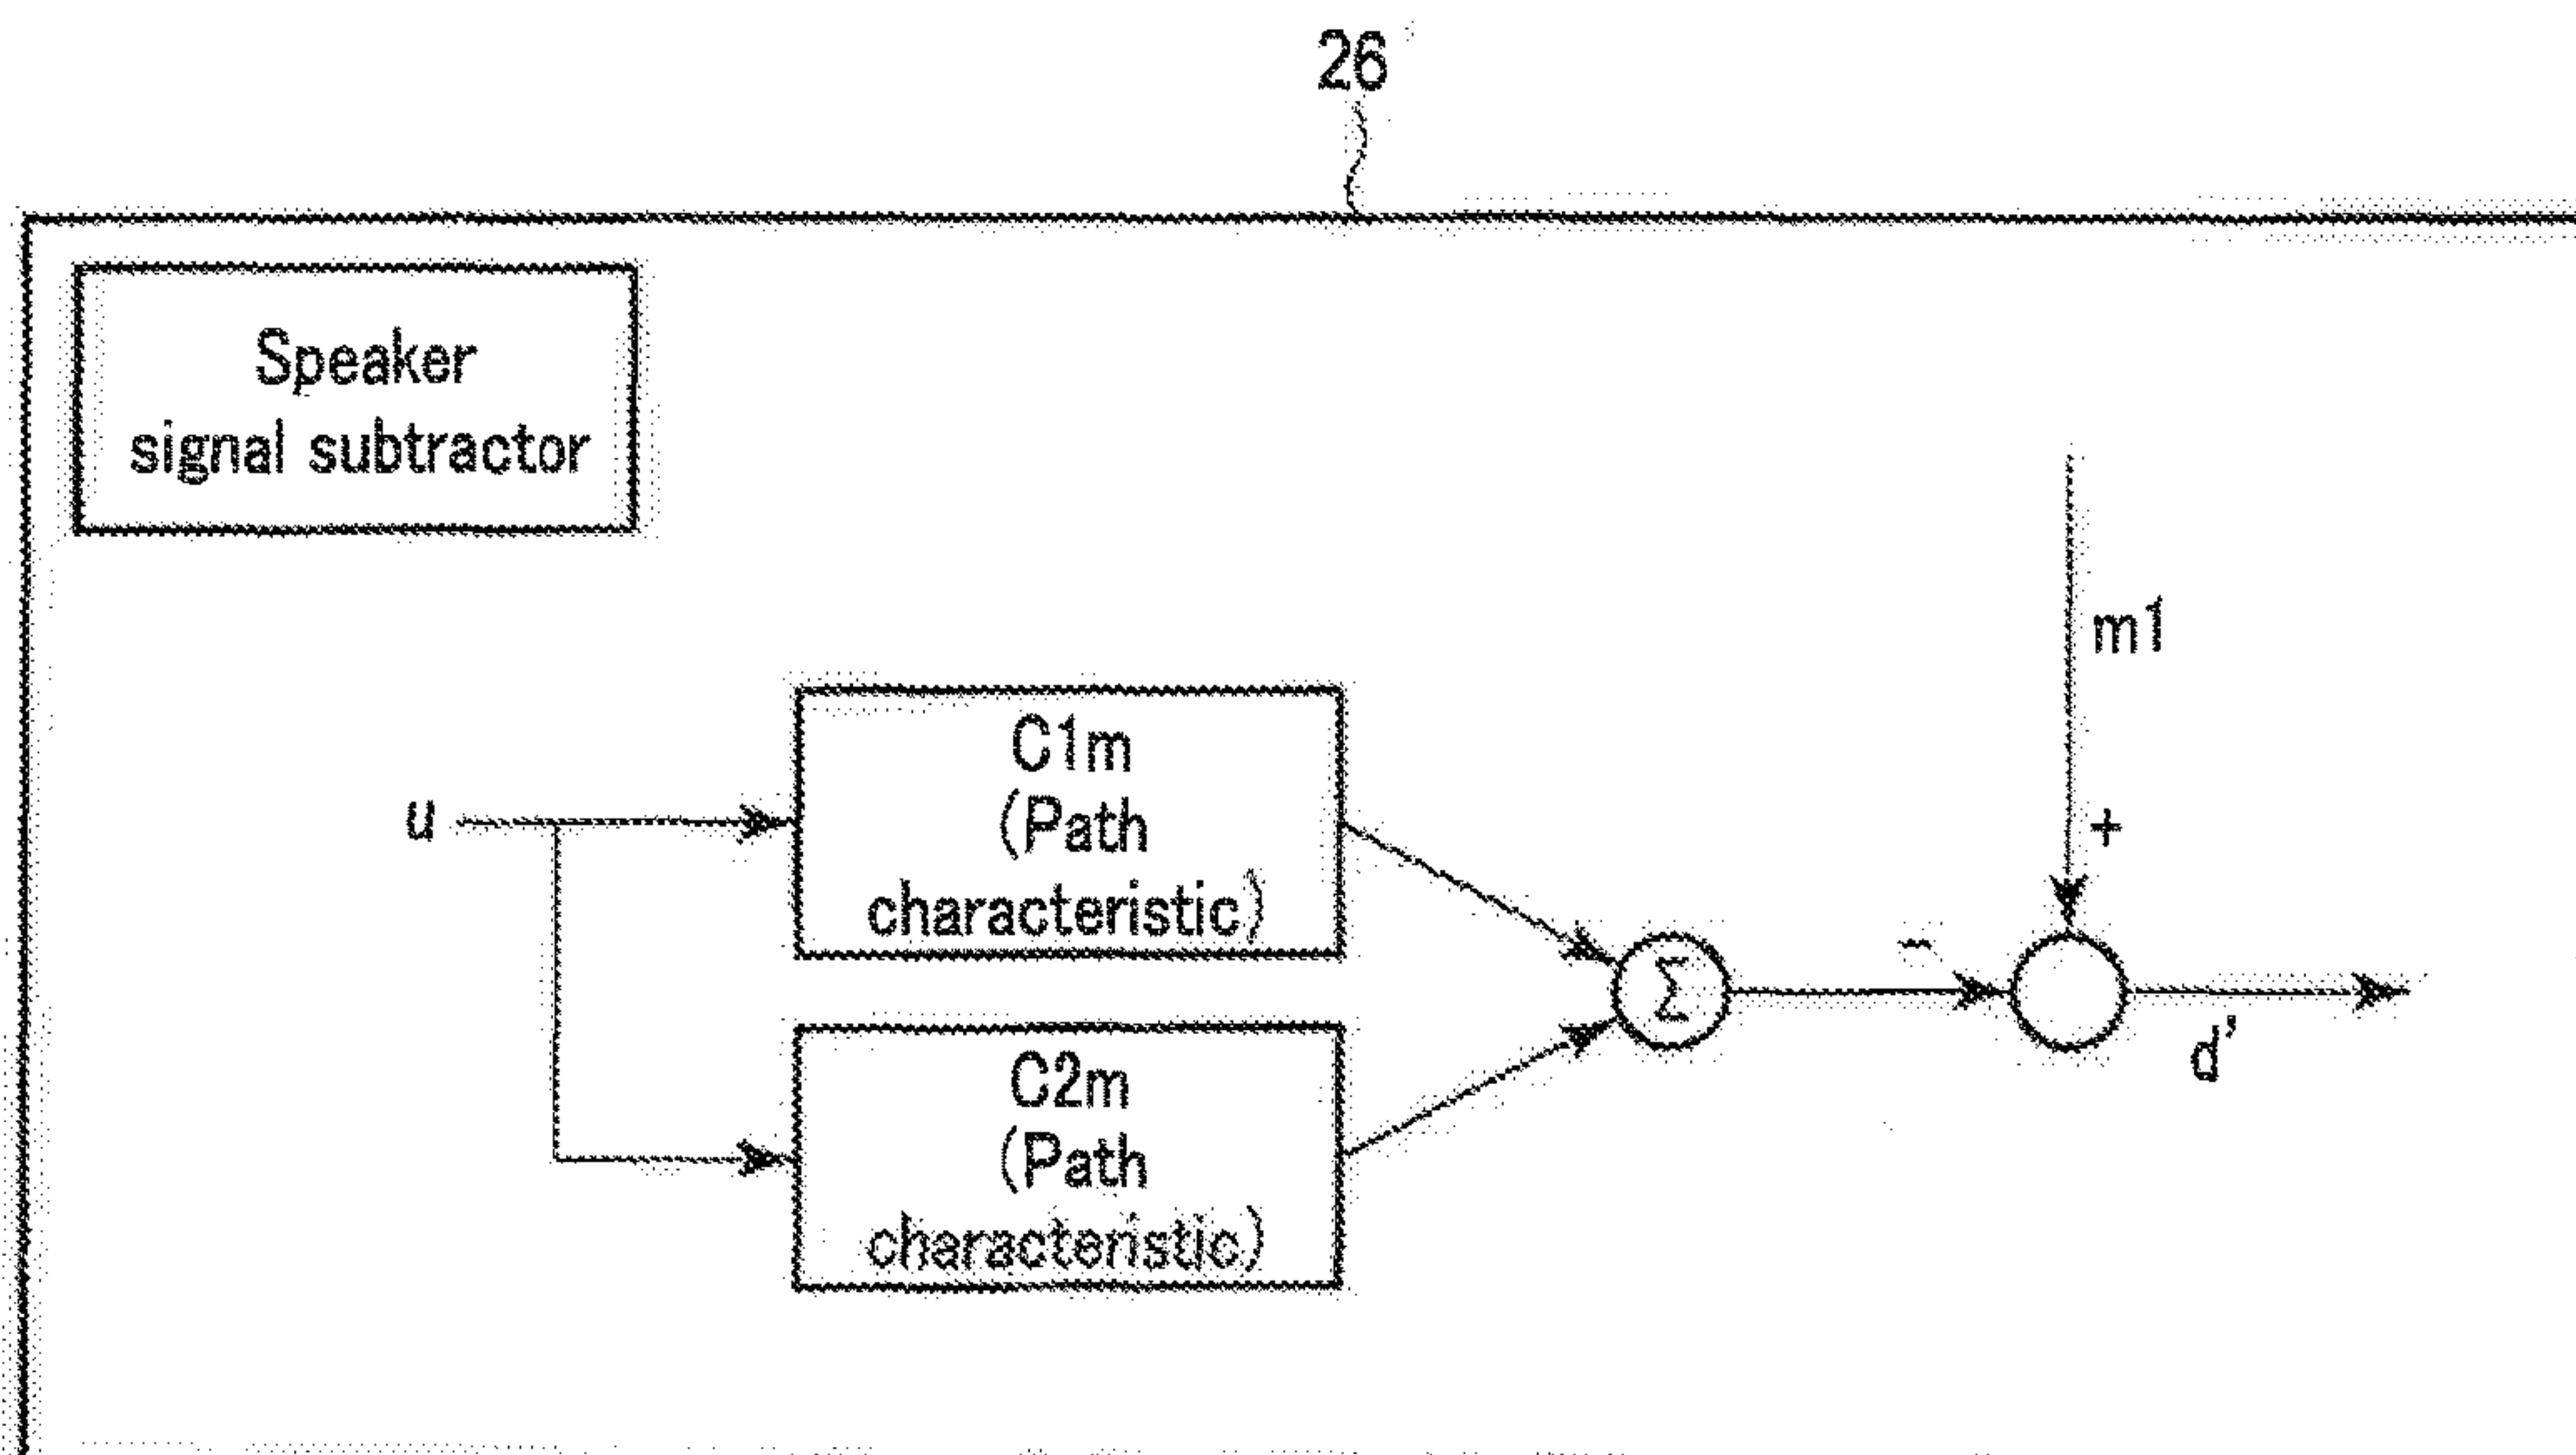 26
Speaker
signal subtractor
m1
u
C1m
(Path
characteristic)
+
Σ
-
d'
C2m
(Path
characteristic)